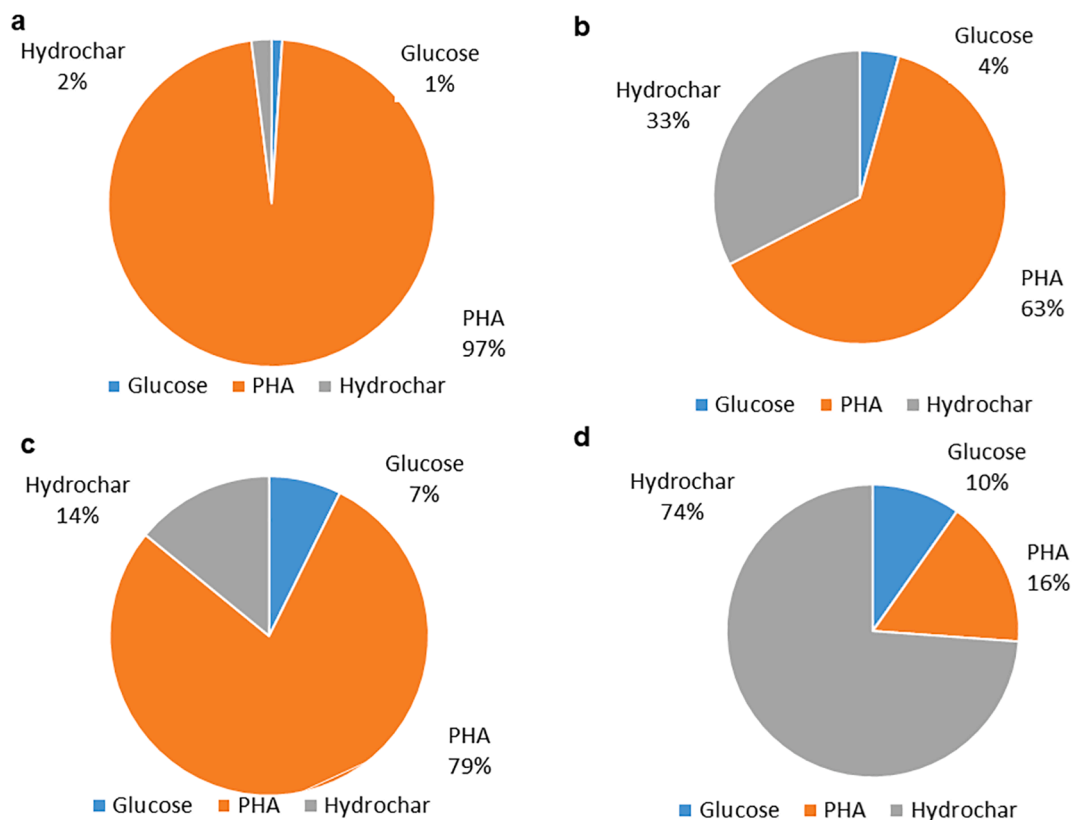 a
Hydrochar
2%
Glucose
1%
PHA
97%
Glucose PHA Hydrochar
b
Glucose
4%
Hydrochar
33%
PHA
63%
Glucose PHA Hydrochar
c
Glucose
7%
Hydrochar
14%
PHA
79%
Glucose PHA Hydrochar
d
Glucose
10%
Hydrochar
74%
PHA
16%
Glucose PHA Hydrochar